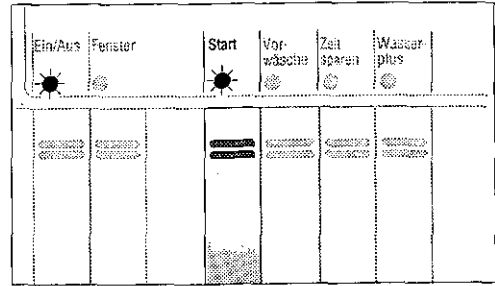 Ein/Aus Fenster Start Vor- Zeit Wasser-
wäsche sparen plus